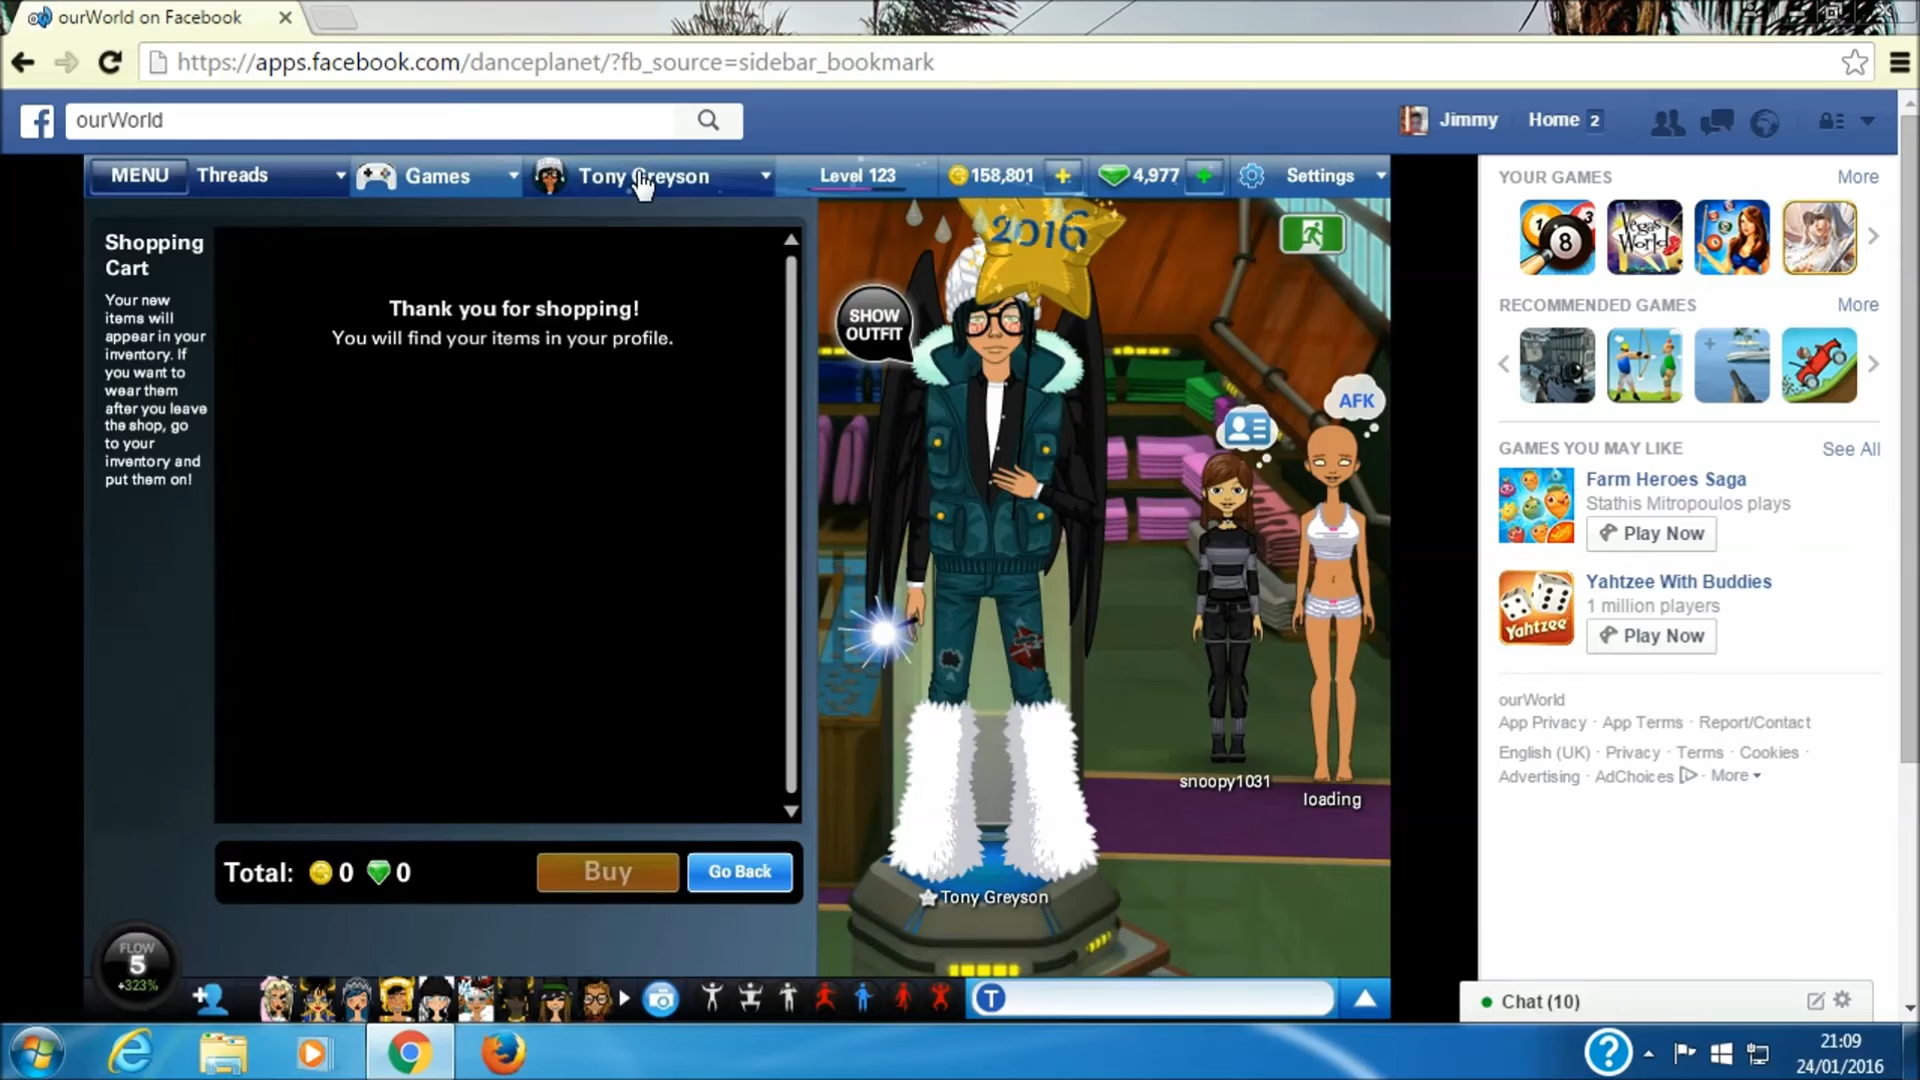 ourWorld on Facebook
https://apps.facebook.com/danceplanet/?fb_source=sidebar_bookmark
ourWorld
Jimmy
Home 2
MENU
Threads
Games
Tony Greyson
Level 123
158,801
4,977
Settings
Shopping
Cart
Your new
items will
appear in your
inventory. If
you want to
wear them
after you leave
the shop, go
to your
inventory and
put them on!
Thank you for shopping!
You will find your items in your profile.
Total: 0 0
Buy
Go Back
2016
SHOW
OUTFIT
AFK
snoopy1031
loading
Tony Greyson
FLOW
5
+323%
T
YOUR GAMES
More
8
Vegas
World
RECOMMENDED GAMES
More
GAMES YOU MAY LIKE
See All
Farm Heroes Saga
Stathis Mitropoulos plays
Play Now
Yahtzee With Buddies
1 million players
Play Now
Yahtzee
ourWorld
App Privacy · App Terms · Report/Contact
English (UK) · Privacy · Terms · Cookies ·
Advertising · AdChoices · More
Chat (10)
21:09
24/01/2016